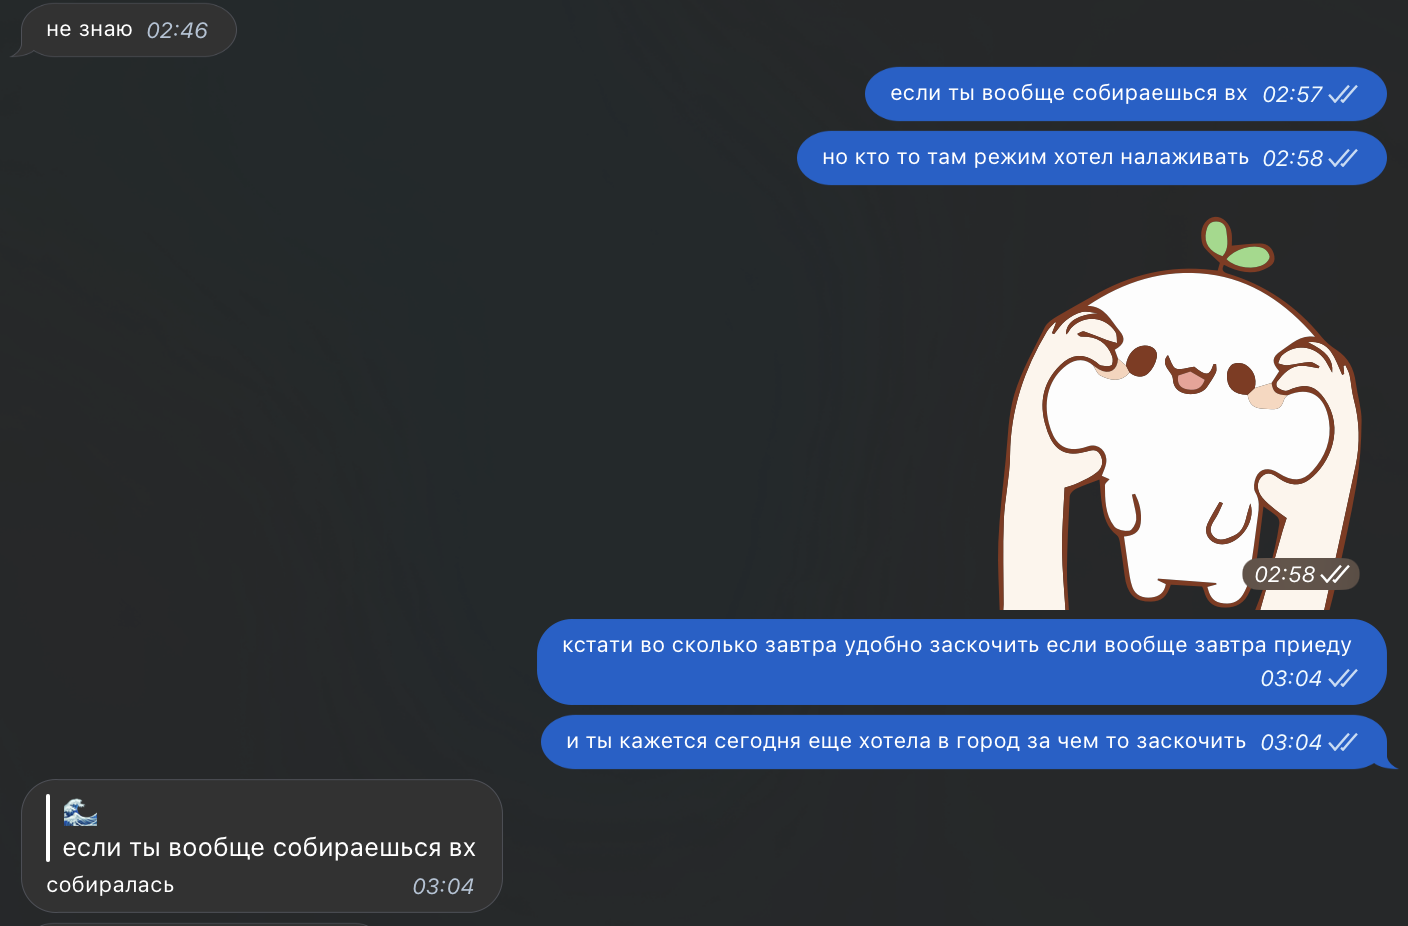 не знаю 02:46
если ты вообще собираешься вх 02:57
но кто то там режим хотел налаживать 02:58
02:58
кстати во сколько завтра удобно заскочить если вообще завтра приеду
03:04
и ты кажется сегодня еще хотела в город за чем то заскочить 03:04
🌊
если ты вообще собираешься вх
собиралась 03:04